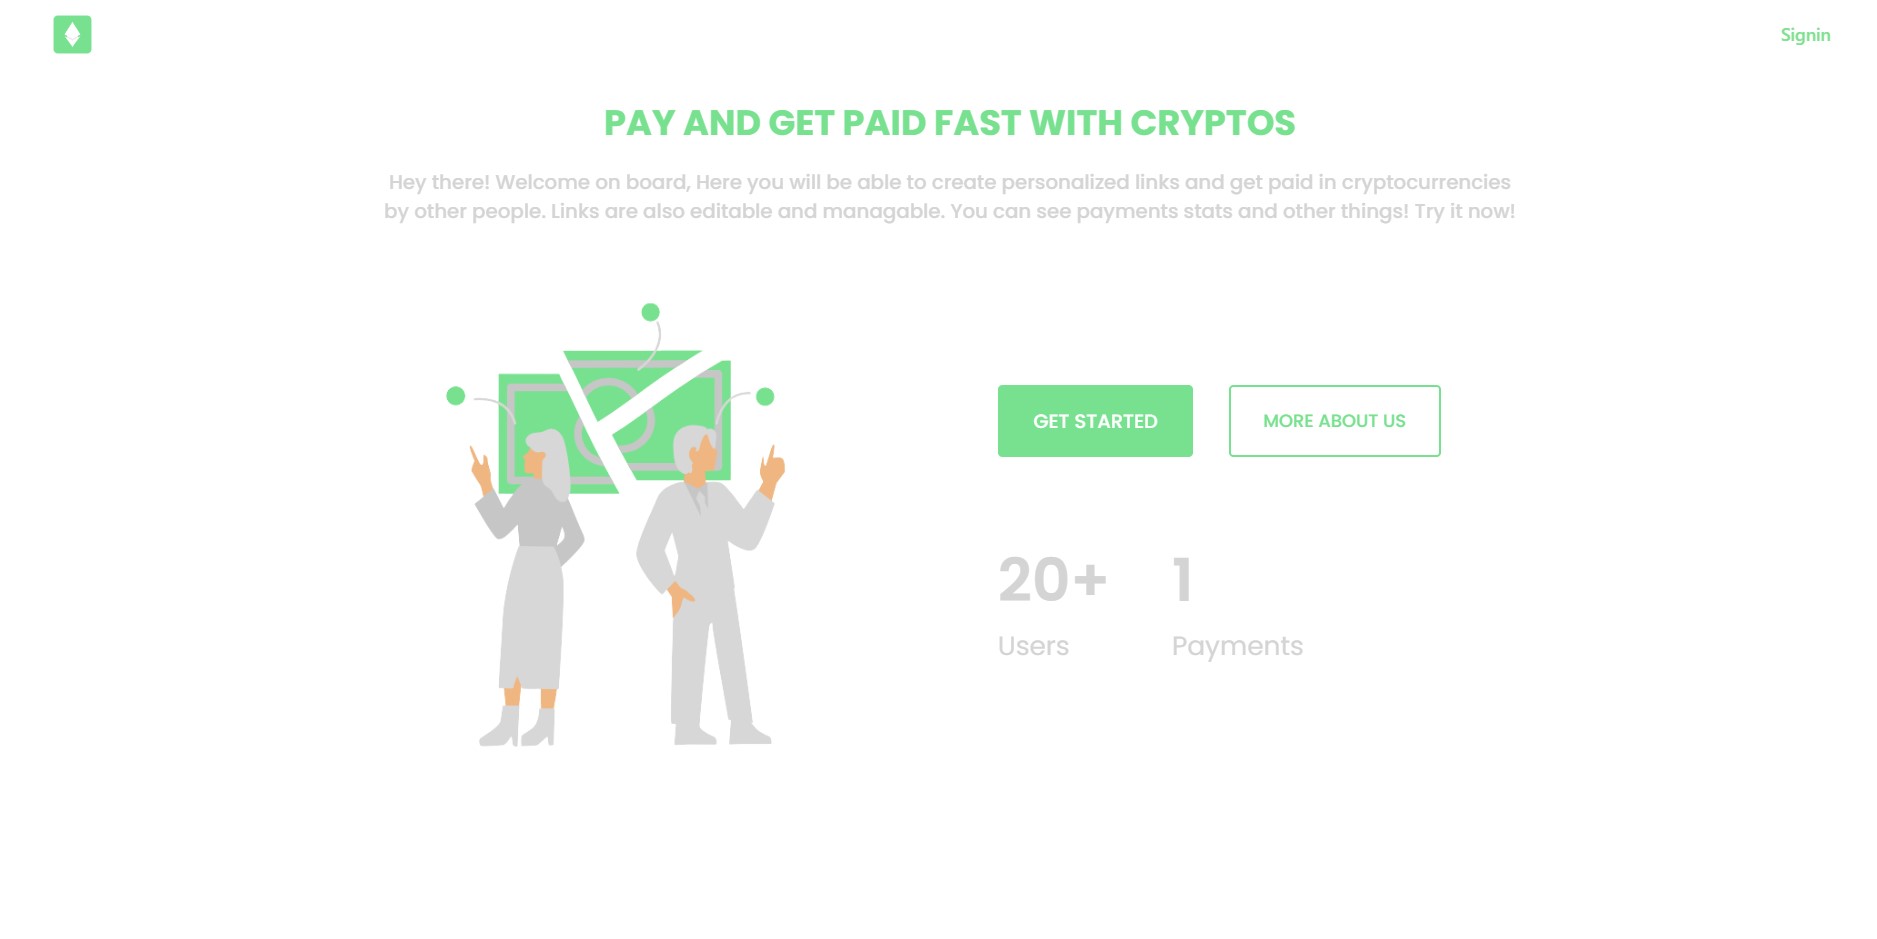 Signin
PAY AND GET PAID FAST WITH CRYPTOS
Hey there! Welcome on board, Here you will be able to create personalized links and get paid in cryptocurrencies
by other people. Links are also editable and managable. You can see payments stats and other things! Try it now!
GET STARTED
MORE ABOUT US
20+
1
Users
Payments